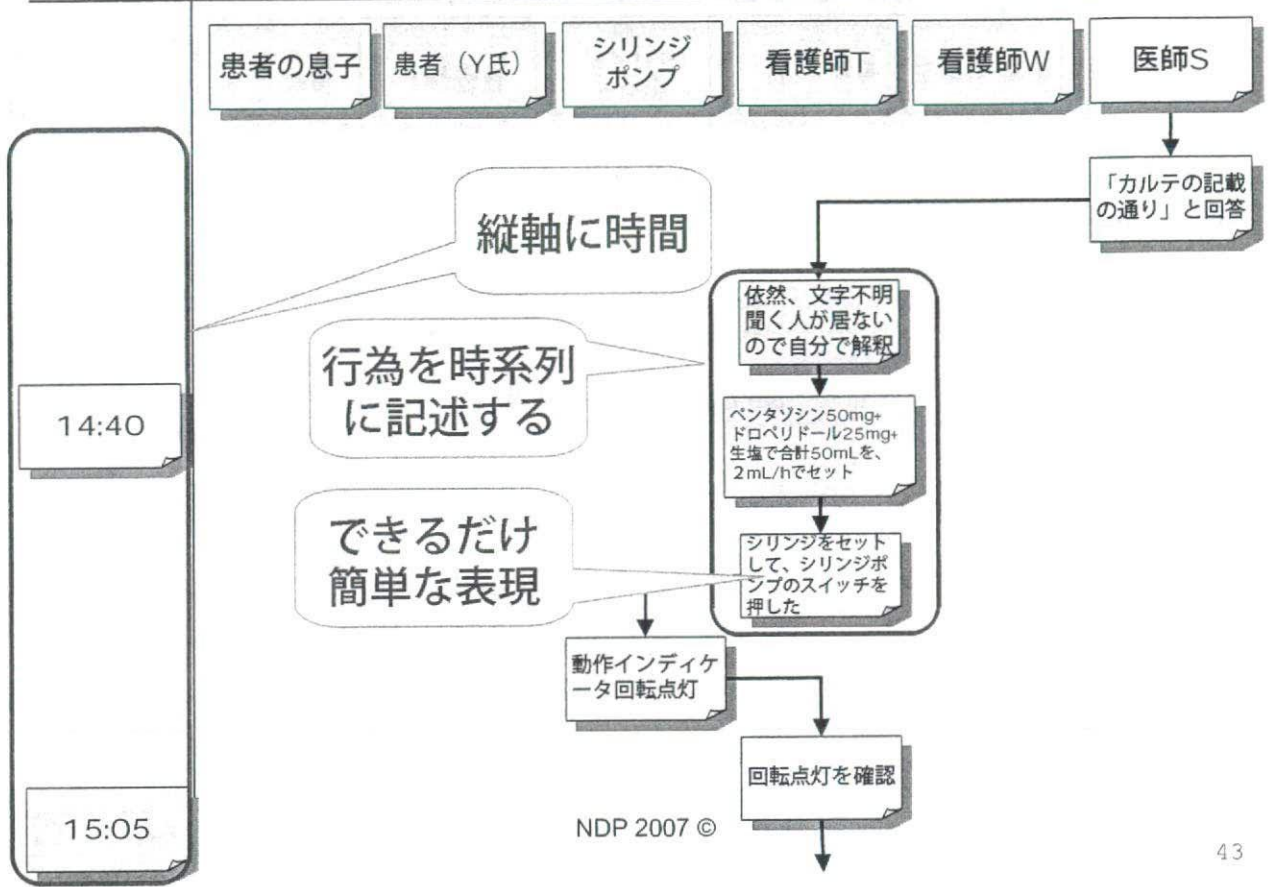 患者の息子
患者（Y氏）
シリンジ
ポンプ
看護師T
看護師W
医師S
「カルテの記載
の通り」と回答
縦軸に時間
依然、文字不明
聞く人が居ない
ので自分で解釈
行為を時系列
に記述する
14:40
ペンタゾシン50mg+
ドロペリドール25mg+
生塩で合計50mLを、
2mL/hでセット
できるだけ
簡単な表現
シリンジをセット
して、シリンジポ
ンプのスイッチを
押した
動作インディケ
ータ回転点灯
回転点灯を確認
15:05
NDP 2007 ©
43